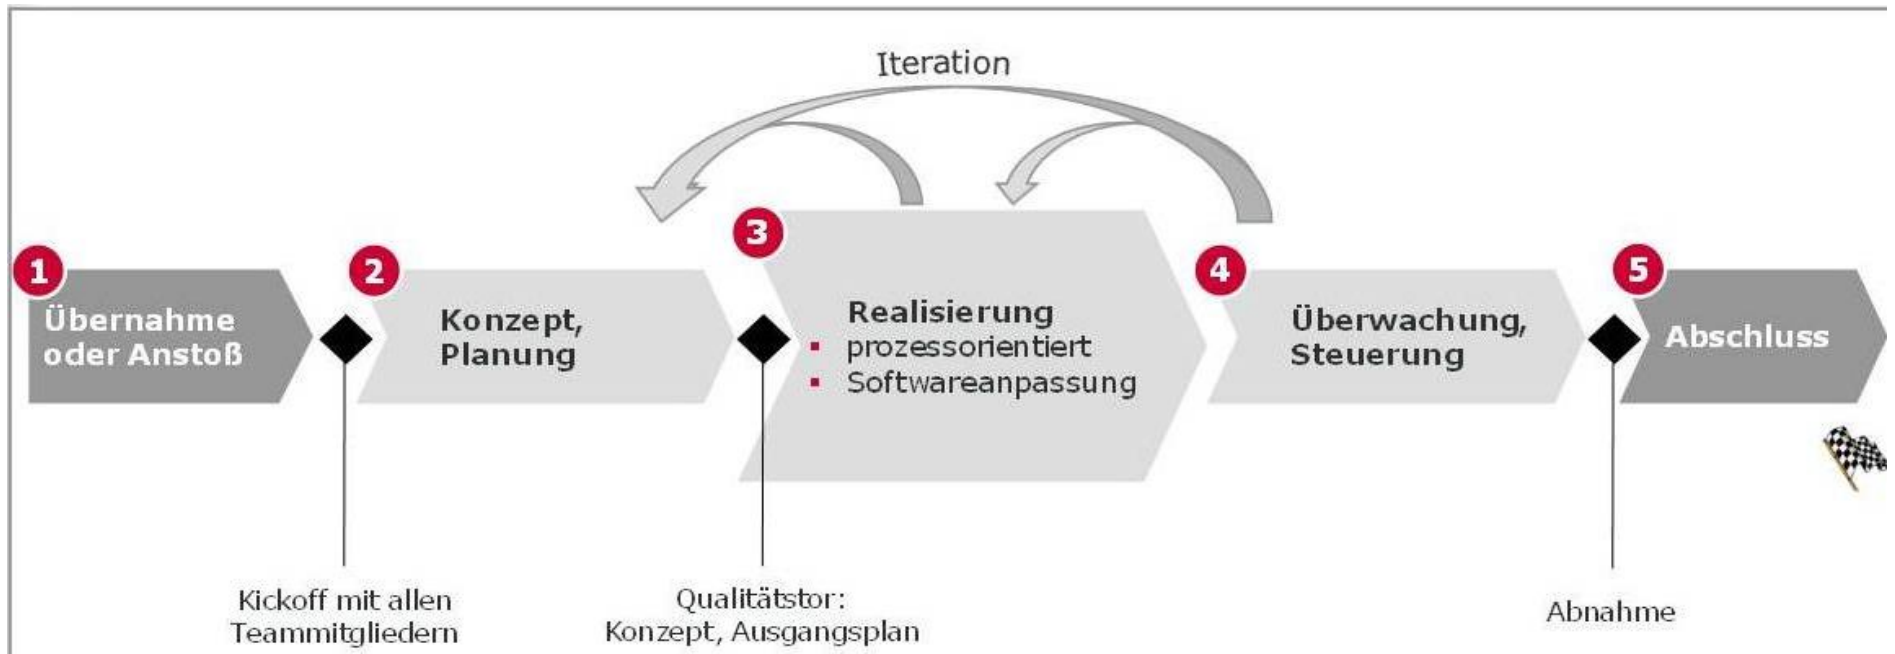 Iteration
1
Übernahme
oder Anstoß
2
Konzept,
Planung
3
Realisierung
▪ prozessorientiert
▪ Softwareanpassung
4
Überwachung,
Steuerung
5
Abschluss
Kickoff mit allen
Teammitgliedern
Qualitätstor:
Konzept, Ausgangsplan
Abnahme